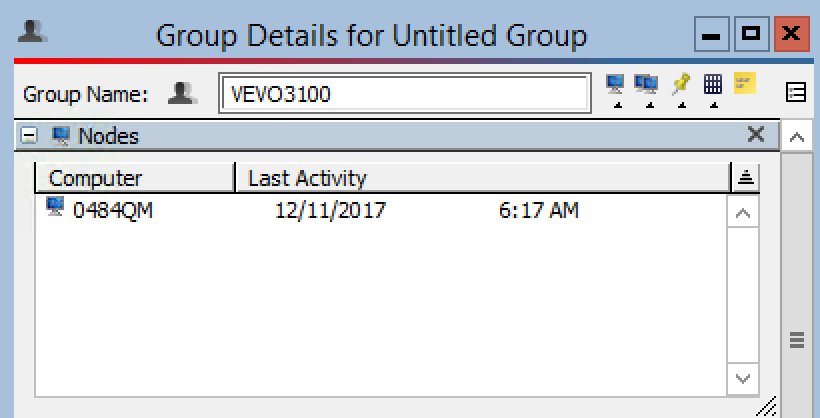 Group Details for Untitled Group
Group Name: VEVO3100
Nodes
Computer Last Activity
0484QM 12/11/2017 6:17 AM